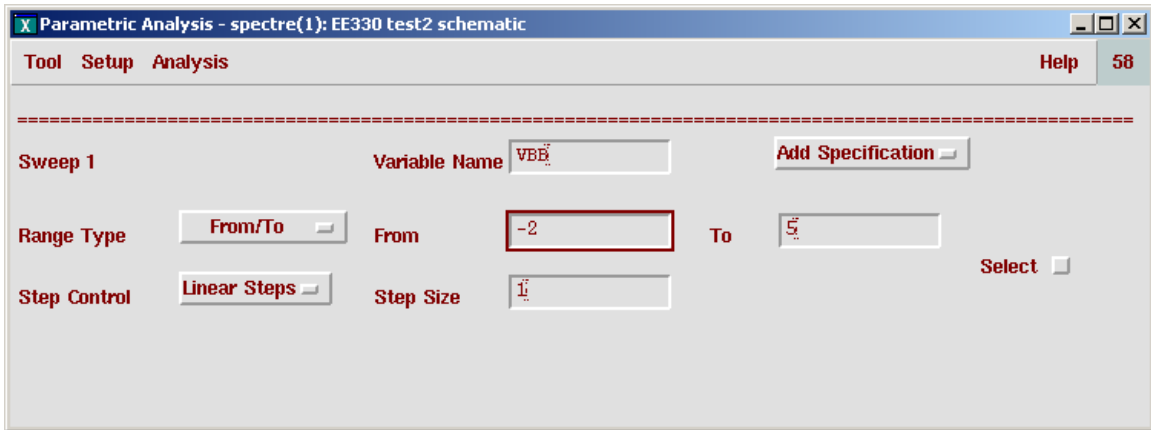 X Parametric Analysis - spectre(1): EE330 test2 schematic
Tool Setup Analysis Help 58
Sweep 1 Variable Name VBB Add Specification
Range Type From/To From -2 To 5
Select
Step Control Linear Steps Step Size 1